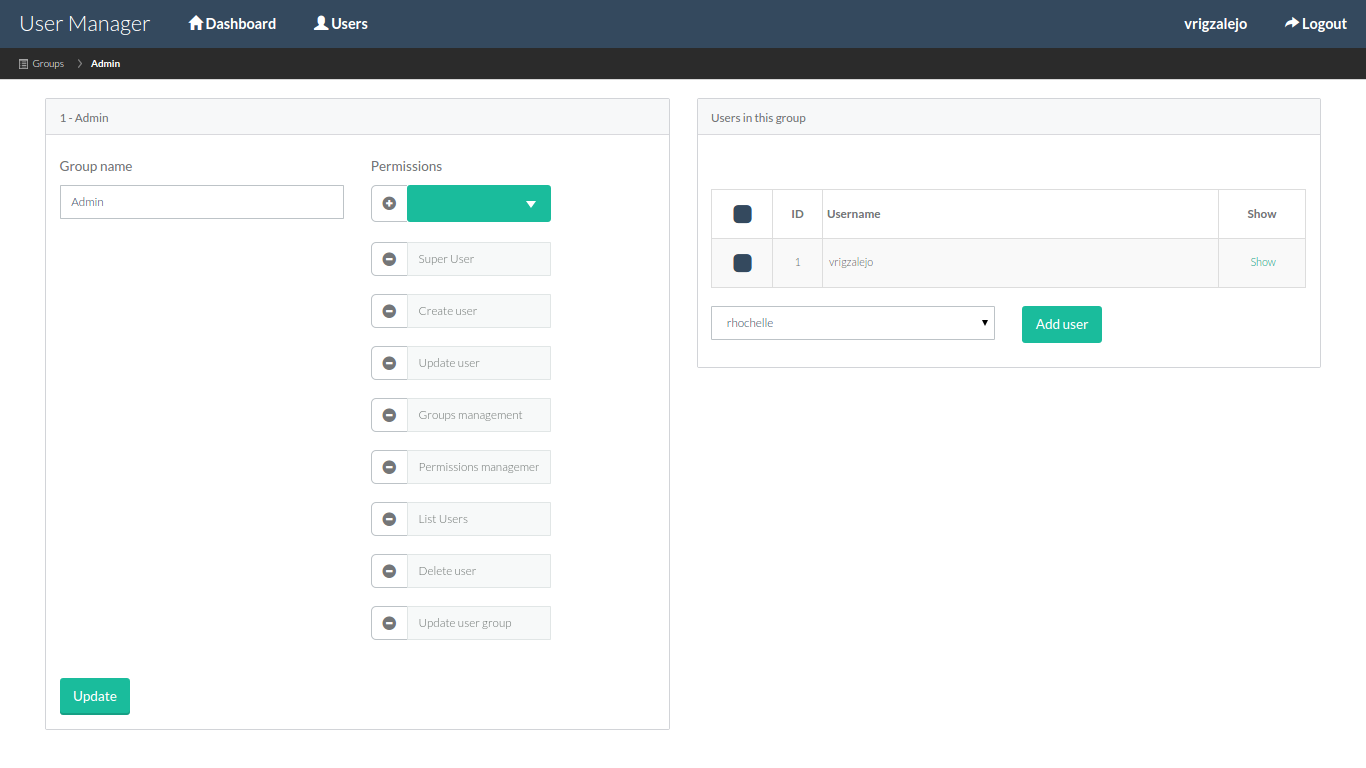 User Manager
Dashboard
Users
vrigzalejo
Logout
Groups
Admin
1 - Admin
Group name
Admin
Permissions
Super User
Create user
Update user
Groups management
Permissions managemer
List Users
Delete user
Update user group
Update
Users in this group
ID Username Show
1 vrigzalejo Show
rhochelle
Add user